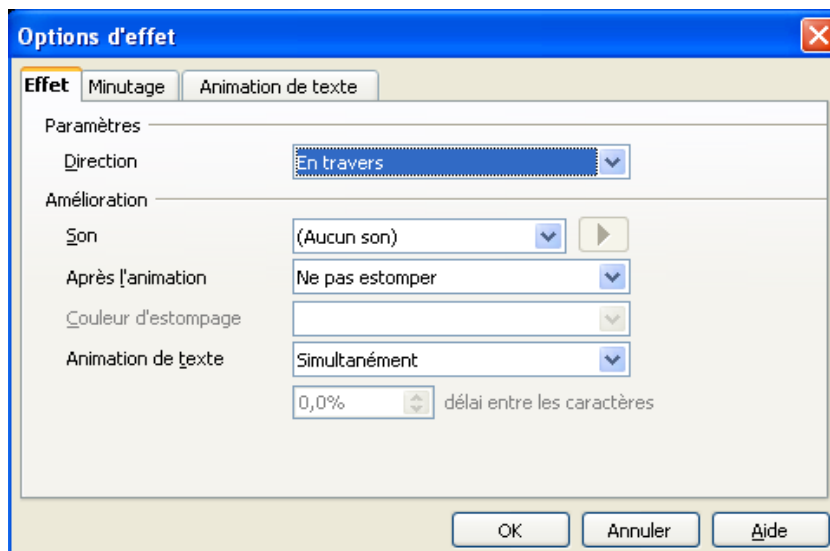 Options d'effet
Effet Minutage Animation de texte
Paramètres
Direction En travers
Amélioration
Son (Aucun son)
Après l'animation Ne pas estomper
Couleur d'estompage
Animation de texte Simultanément
0,0% délai entre les caractères
OK Annuler Aide